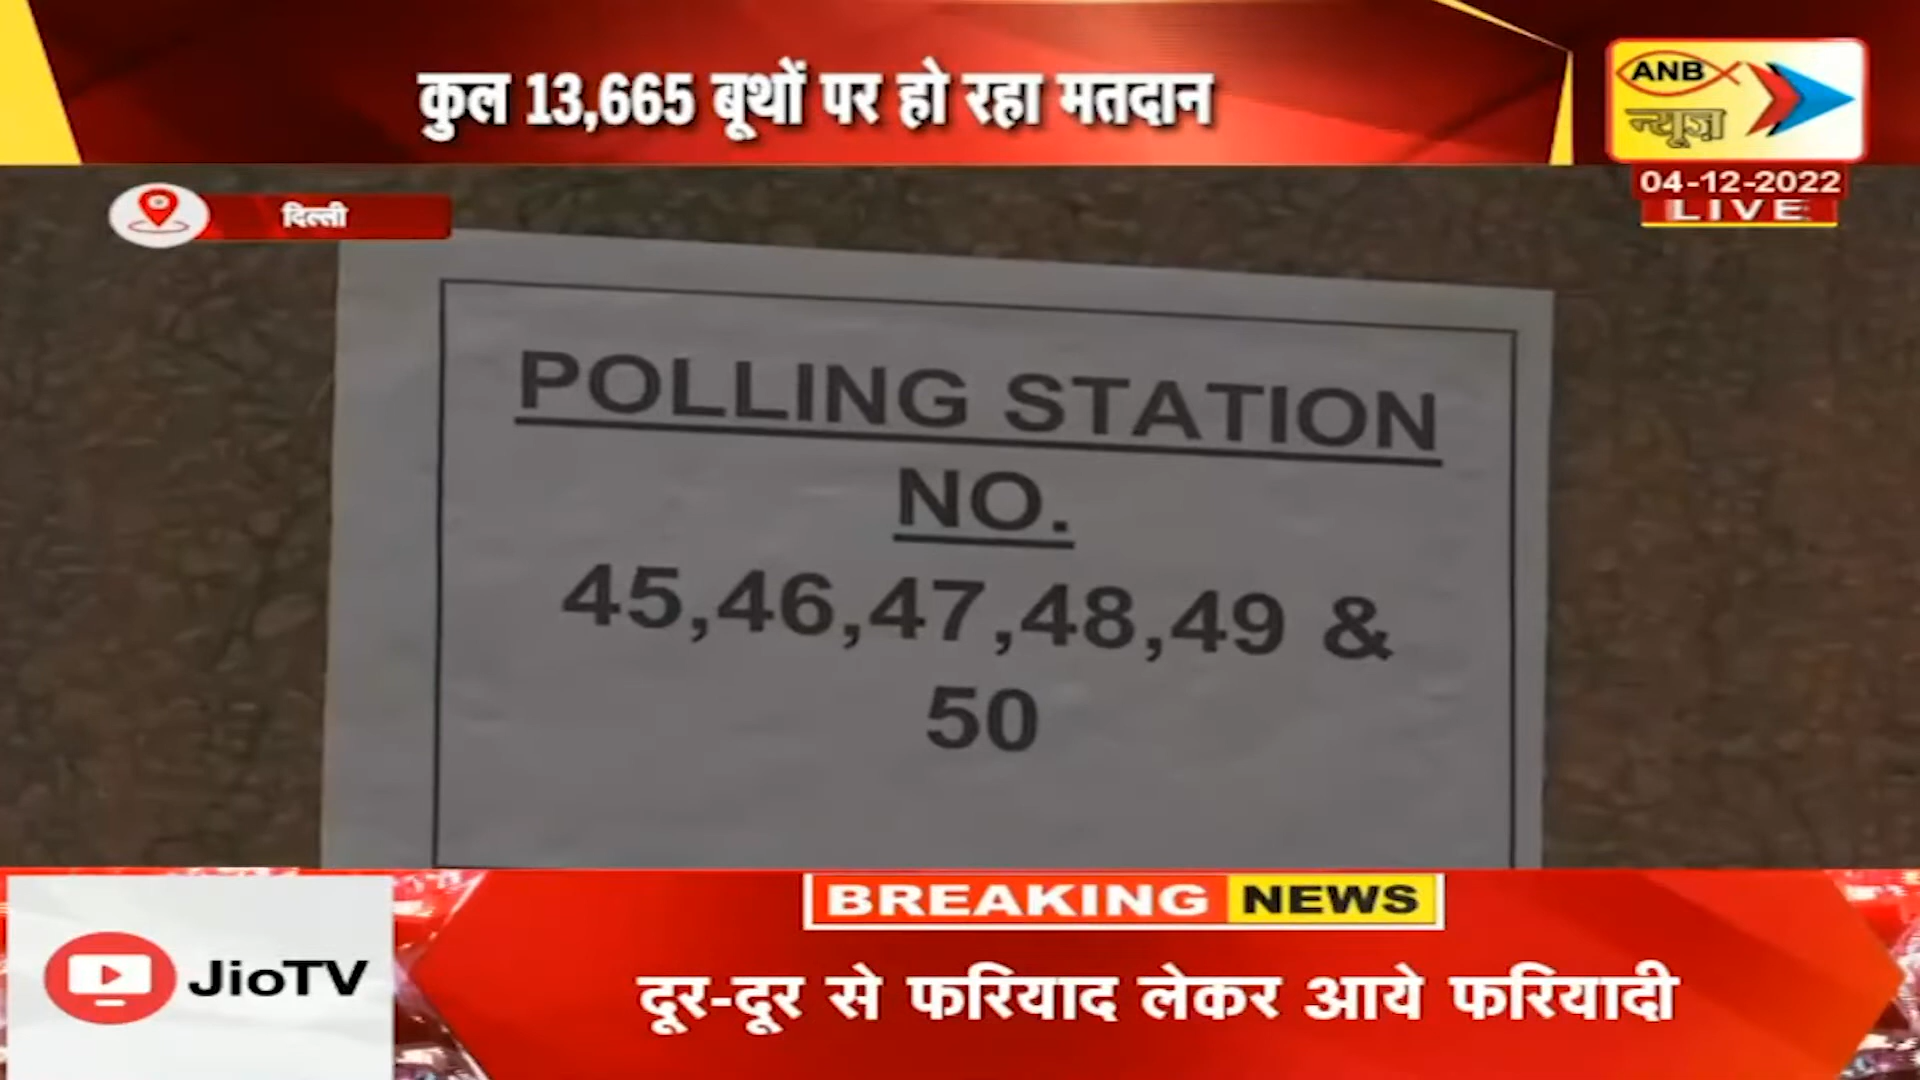 कुल 13,665 बूथों पर हो रहा मतदान
ANB
न्यूज़
04-12-2022
LIVE
दिल्ली
POLLING STATION
NO.
45,46,47,48,49 &
50
BREAKING NEWS
JioTV
दूर-दूर से फरियाद लेकर आये फरियादी